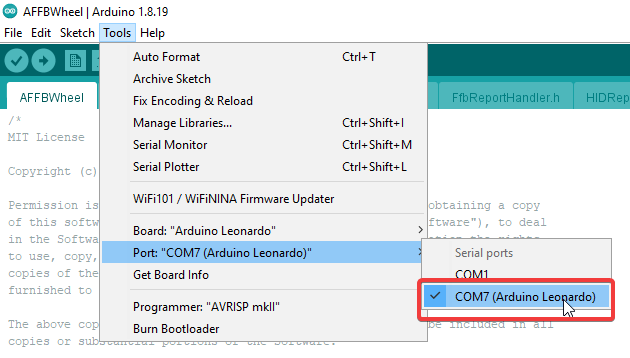 AFFBWheel | Arduino 1.8.19
File Edit Sketch Tools Help
AFFBWheel
FfbReportHandler.h
HIDRep
Auto Format Ctrl+T
Archive Sketch
Fix Encoding & Reload
Manage Libraries... Ctrl+Shift+I
Serial Monitor Ctrl+Shift+M
Serial Plotter Ctrl+Shift+L
WiFi101 / WiFiNINA Firmware Updater
Board: "Arduino Leonardo"
Port: "COM7 (Arduino Leonardo)"
Get Board Info
Programmer: "AVRISP mkII"
Burn Bootloader
Serial ports
COM1
COM7 (Arduino Leonardo)
/*
MIT License
Copyright (c)
Permission is obtaining a copy
of this softw ftware"), to deal
in the Softwa
to use, copy,
copies of the
furnished to
The above cop be included in all
copies or substantial portions of the Software.